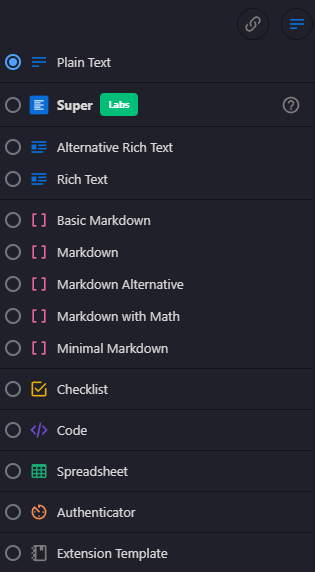 Plain Text
Super Labs
Alternative Rich Text
Rich Text
Basic Markdown
Markdown
Markdown Alternative
Markdown with Math
Minimal Markdown
Checklist
Code
Spreadsheet
Authenticator
Extension Template